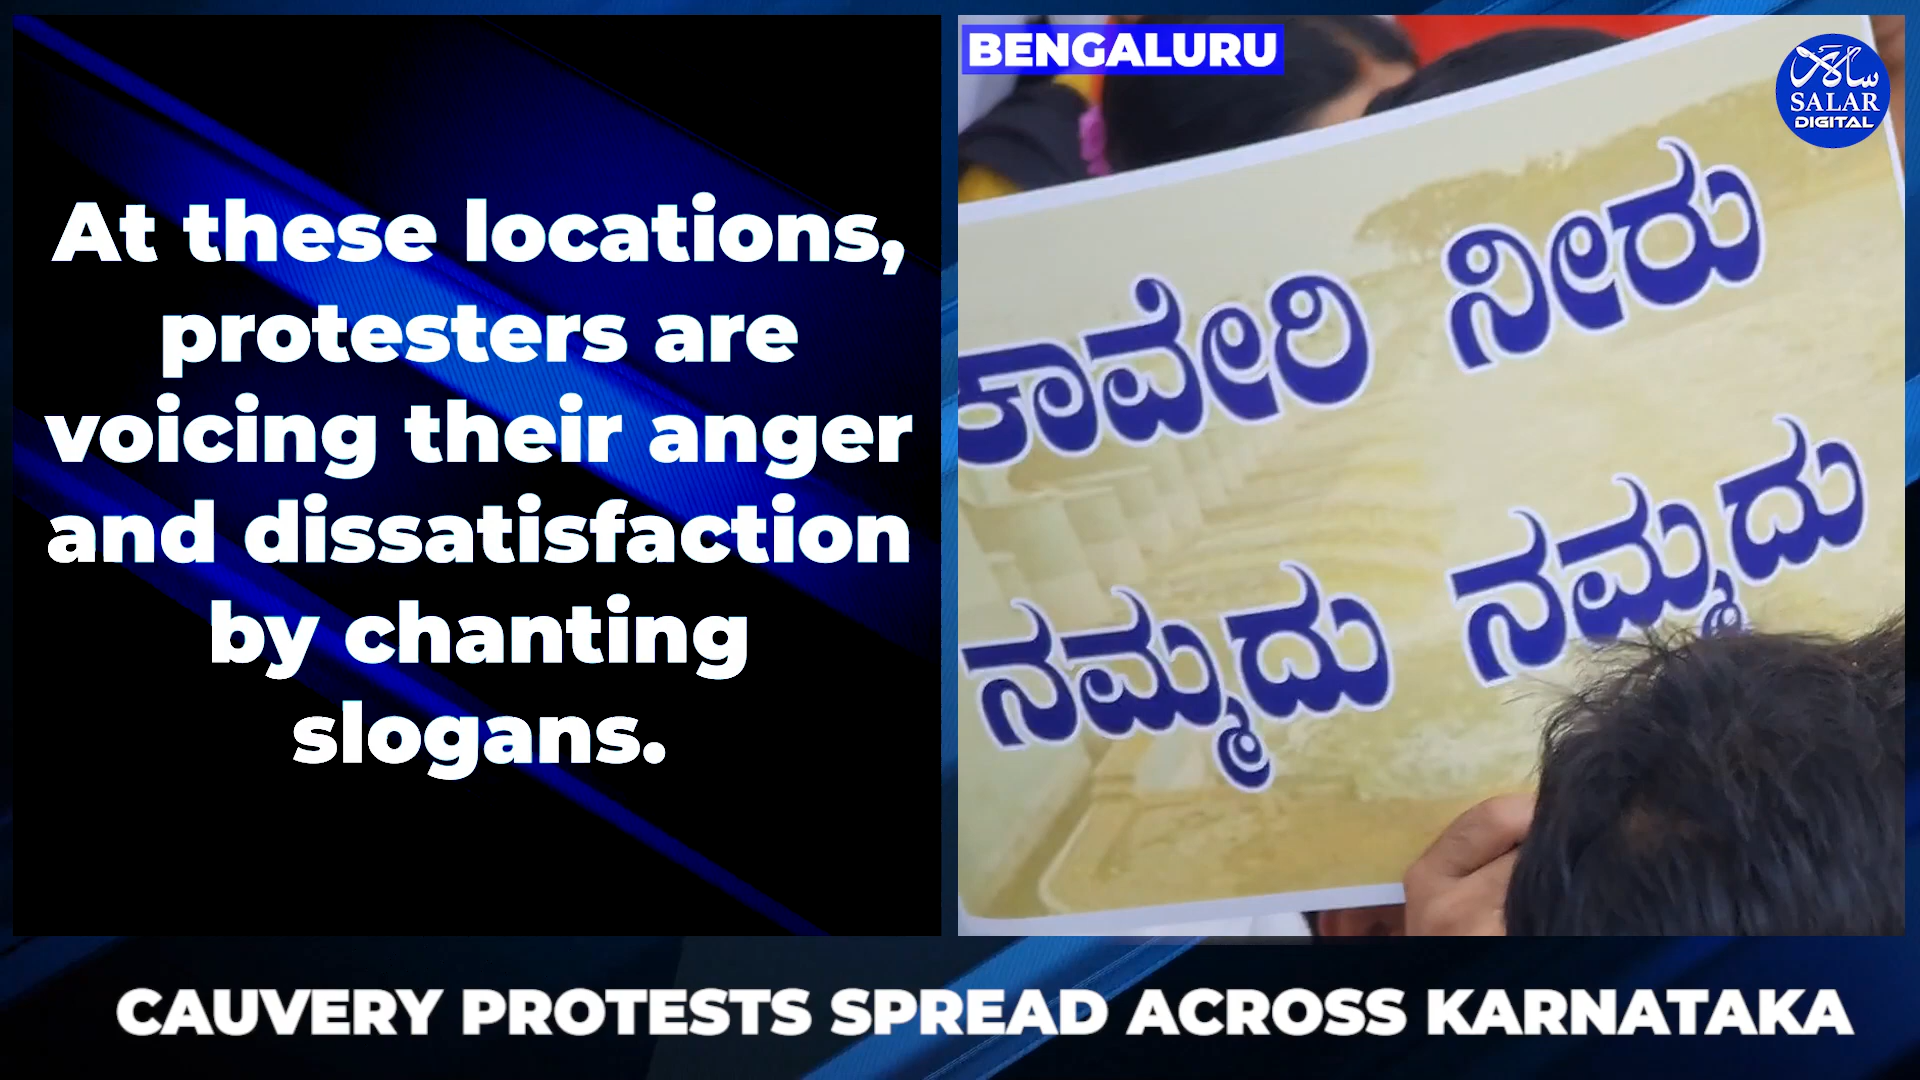 At these locations,
protesters are
voicing their anger
and dissatisfaction
by chanting
slogans.
BENGALURU
سالار
SALAR
DIGITAL
ಕಾವೇರಿ ನೀರು
ನಮ್ಮದು ನಮ್ಮದು
CAUVERY PROTESTS SPREAD ACROSS KARNATAKA